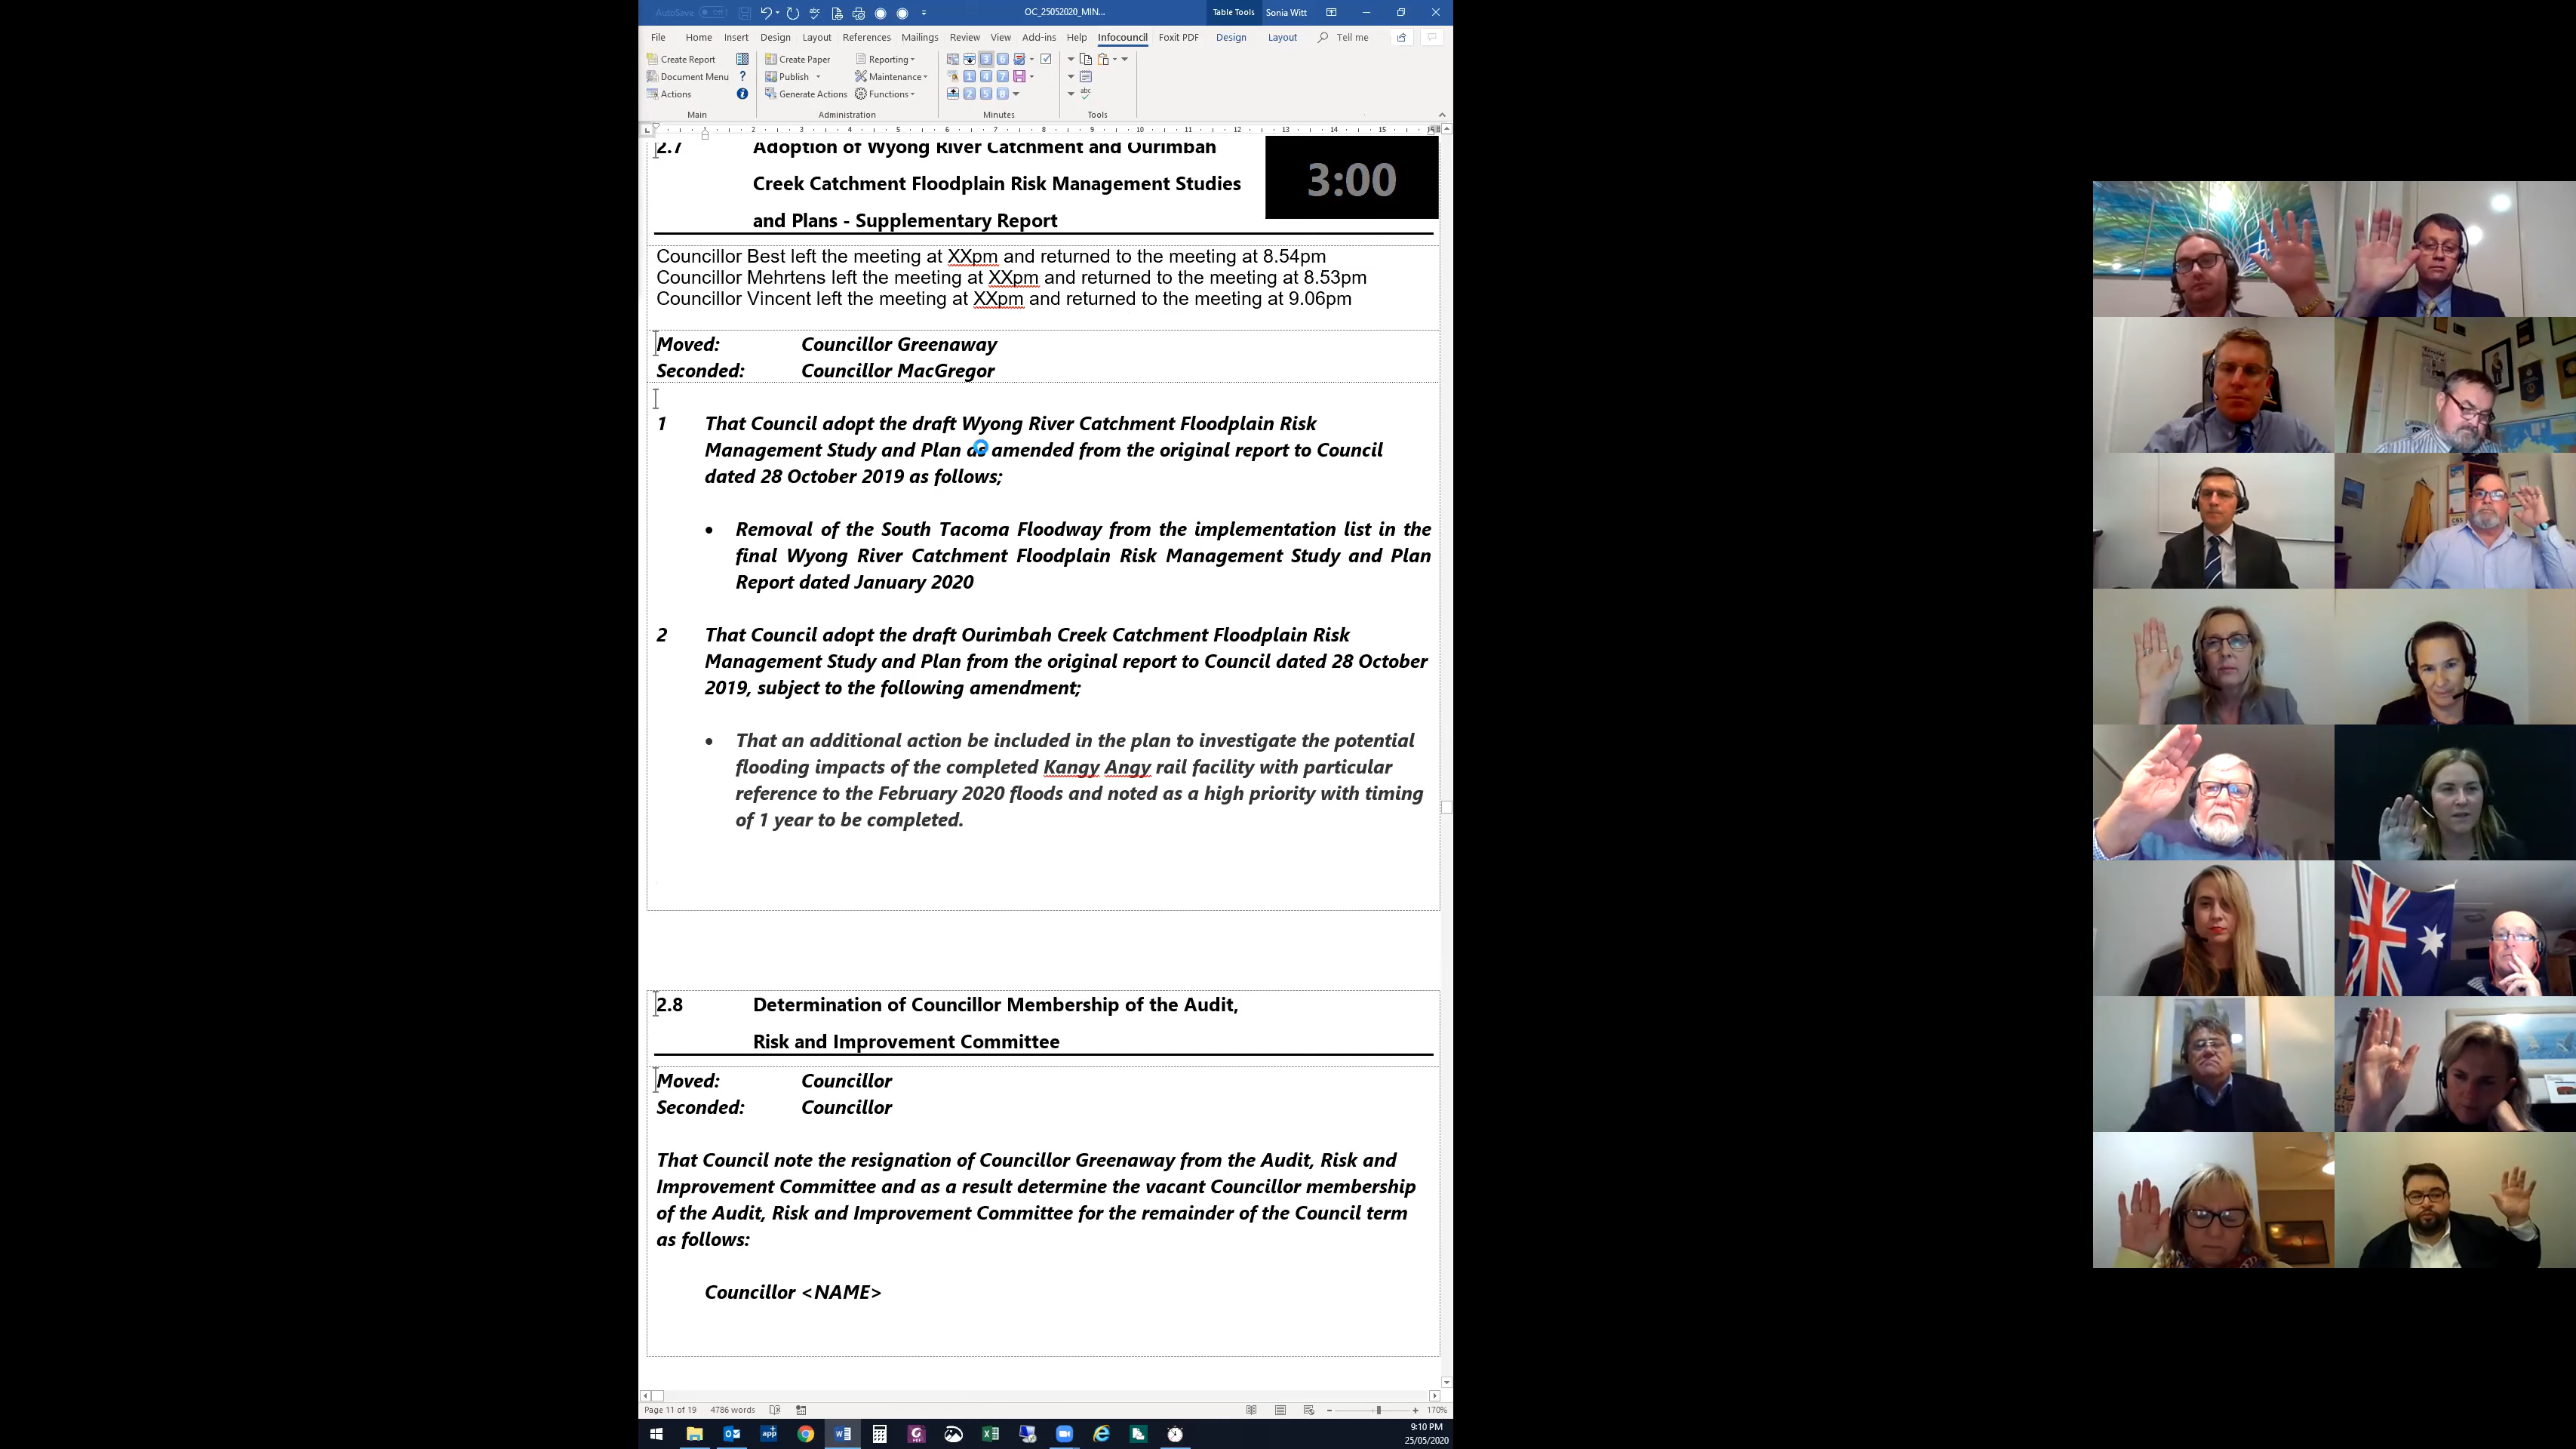 AutoSave Off
OC_25052020_MIN...
Table Tools
Sonia Witt
File Home Insert Design Layout References Mailings Review View Add-ins Help Infocouncil Foxit PDF Design Layout Tell me
Create Report
Create Paper
Reporting
Document Menu
Publish
Maintenance
Actions
Generate Actions
Functions
Main
Administration
Minutes
Tools
2.7 Adoption of Wyong River Catchment and Ourimbah
Creek Catchment Floodplain Risk Management Studies
and Plans - Supplementary Report
3:00
Councillor Best left the meeting at XXpm and returned to the meeting at 8.54pm
Councillor Mehrtens left the meeting at XXpm and returned to the meeting at 8.53pm
Councillor Vincent left the meeting at XXpm and returned to the meeting at 9.06pm
Moved: Councillor Greenaway
Seconded: Councillor MacGregor
1 That Council adopt the draft Wyong River Catchment Floodplain Risk
Management Study and Plan as amended from the original report to Council
dated 28 October 2019 as follows;
• Removal of the South Tacoma Floodway from the implementation list in the
final Wyong River Catchment Floodplain Risk Management Study and Plan
Report dated January 2020
2 That Council adopt the draft Ourimbah Creek Catchment Floodplain Risk
Management Study and Plan from the original report to Council dated 28 October
2019, subject to the following amendment;
• That an additional action be included in the plan to investigate the potential
flooding impacts of the completed Kangy Angy rail facility with particular
reference to the February 2020 floods and noted as a high priority with timing
of 1 year to be completed.
2.8 Determination of Councillor Membership of the Audit,
Risk and Improvement Committee
Moved: Councillor
Seconded: Councillor
That Council note the resignation of Councillor Greenaway from the Audit, Risk and
Improvement Committee and as a result determine the vacant Councillor membership
of the Audit, Risk and Improvement Committee for the remainder of the Council term
as follows:
Councillor <NAME>
Page 11 of 19 4786 words
170%
9:10 PM
25/05/2020